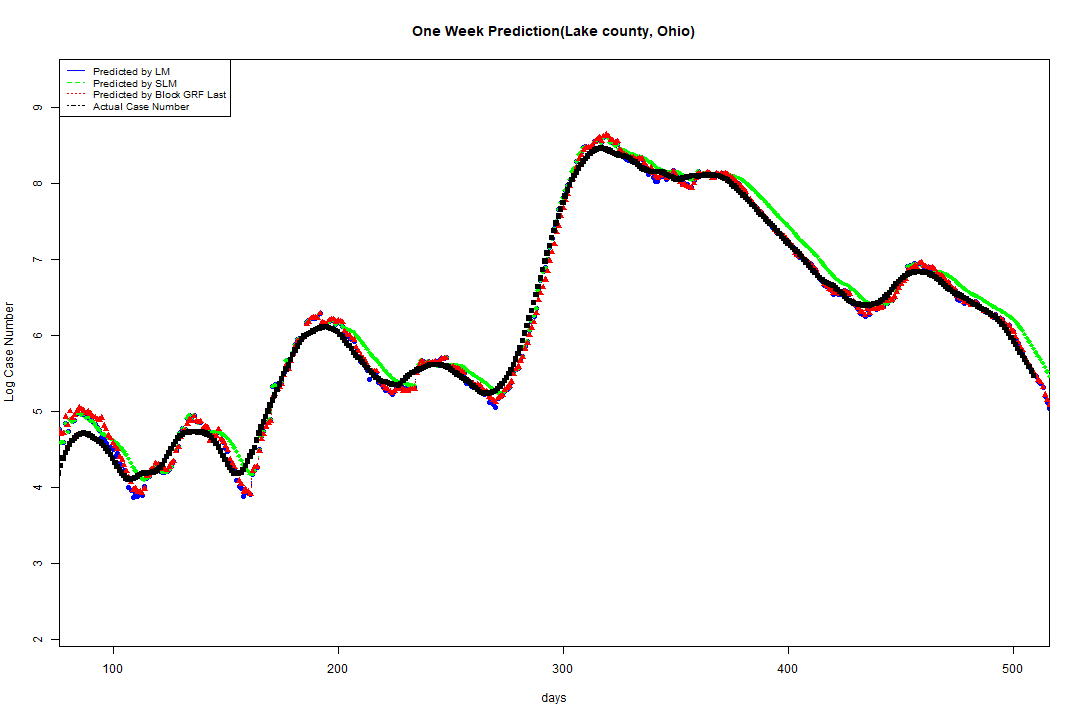 One Week Prediction(Lake county, Ohio)
Predicted by LM
Predicted by SLM
Predicted by Block GRF Last
Actual Case Number
Log Case Number
9
8
7
6
5
4
3
2
100 200 300 400 500
days